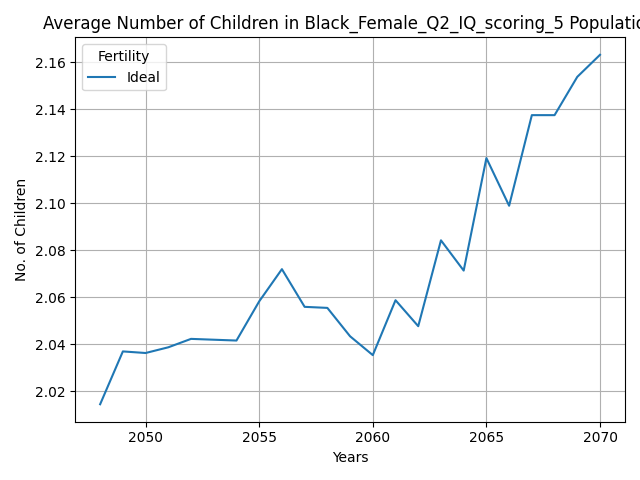 Average Number of Children in Black_Female_Q2_IQ_scoring_5 Populatio
Fertility
Ideal
No. of Children
2.16
2.14
2.12
2.10
2.08
2.06
2.04
2.02
2050 2055 2060 2065 2070
Years